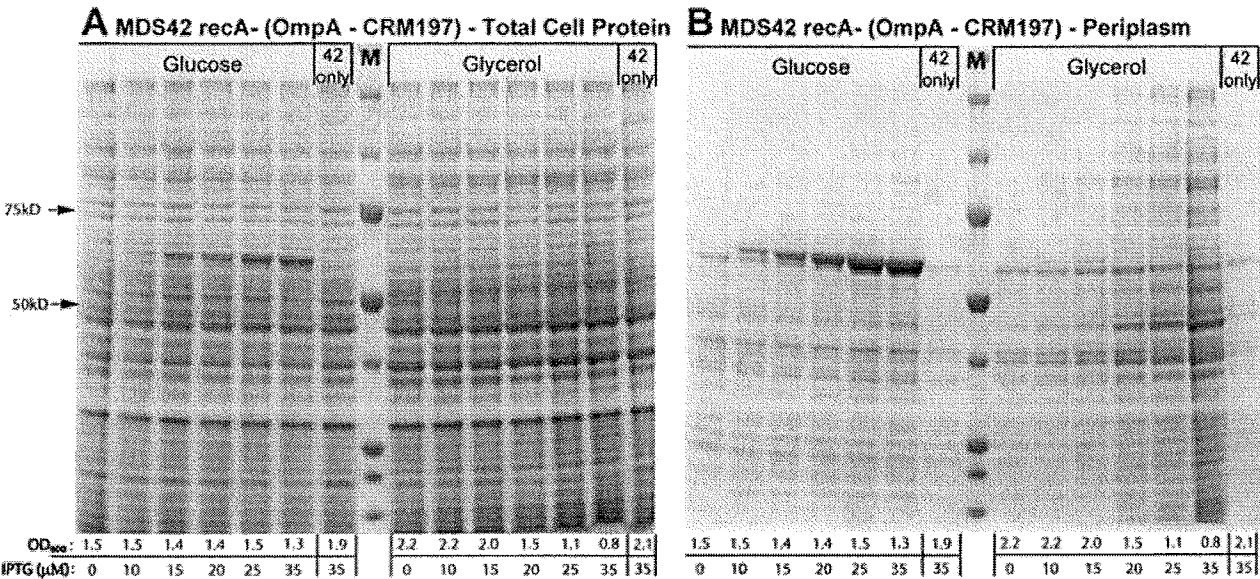 A MDS42 recA- (OmpA - CRM197) - Total Cell Protein
Glucose
42 only
M
Glycerol
42 only
75kD
50kD
OD600: 1.5 1.5 1.4 1.4 1.5 1.3 1.9 2.2 2.2 2.0 1.5 1.1 0.8 2.1
IPTG (µM): 0 10 15 20 25 35 35 0 10 15 20 25 35 35
B MDS42 recA- (OmpA - CRM197) - Periplasm
Glucose
42 only
M
Glycerol
42 only
1.5 1.5 1.4 1.4 1.5 1.3 1.9 2.2 2.2 2.0 1.5 1.1 0.8 2.1
0 10 15 20 25 35 35 0 10 15 20 25 35 35